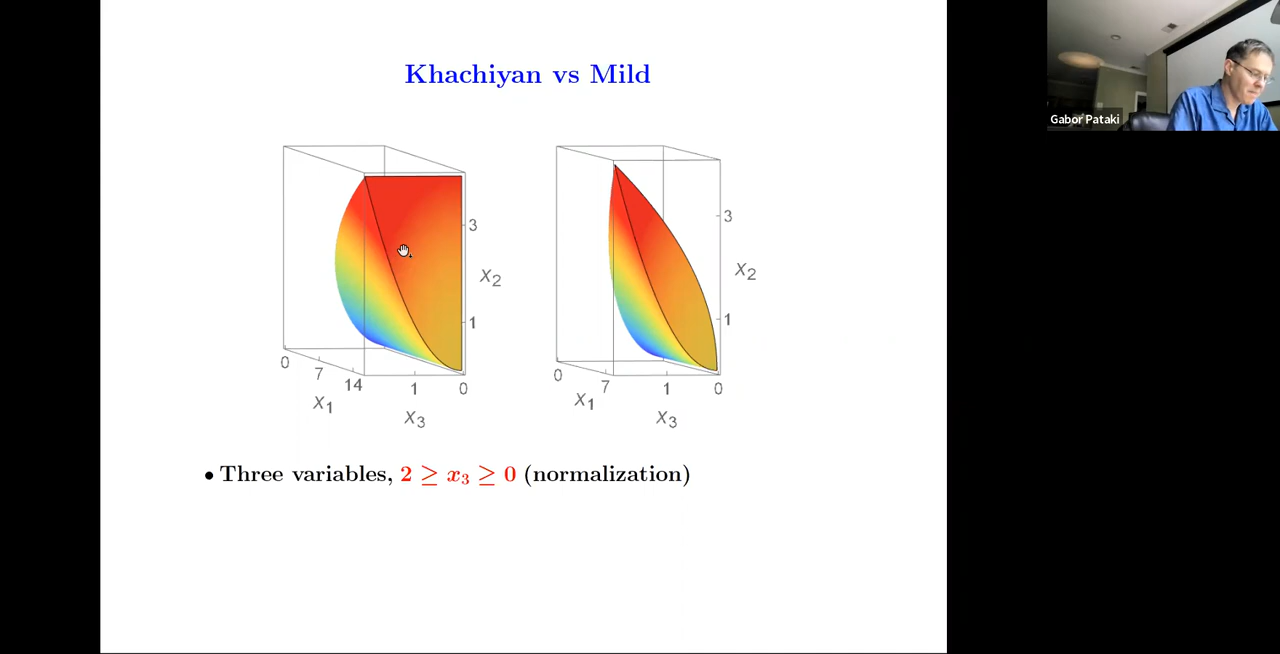 Khachiyan vs Mild
Gabor Pataki
3
X2
1
0
7
14
X1
1
0
X3
3
X2
1
0
7
X1
1
0
X3
• Three variables, 2 ≥ x₃ ≥ 0 (normalization)